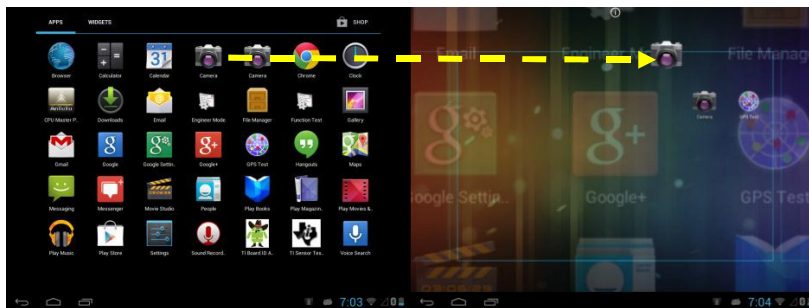 APPS WIDGETS SHOP
Browser Calculator Calendar Camera Camera Chrome Clock
CPU Master P.. Downloads Email Engineer Mode File Manager Function Test Gallery
Gmail Google Google Settin.. Google+ GPS Test Hangouts Maps
Messaging Messenger Movie Studio People Play Books Play Magazin.. Play Movies &..
Play Music Play Store Settings Sound Record.. TI Board ID A.. TI Sensor Tes.. Voice Search
7:03
Email Engineer M File Manag
Camera GPS Test
Google Settin.. Google+ GPS Test
7:04